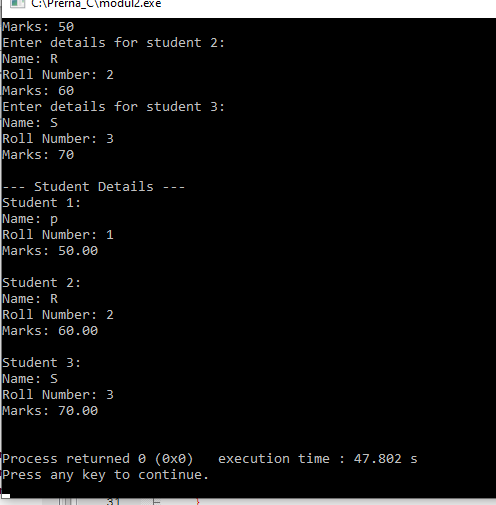 C:\Prerna_C\modul2.exe
Marks: 50
Enter details for student 2:
Name: R
Roll Number: 2
Marks: 60
Enter details for student 3:
Name: S
Roll Number: 3
Marks: 70
--- Student Details ---
Student 1:
Name: p
Roll Number: 1
Marks: 50.00
Student 2:
Name: R
Roll Number: 2
Marks: 60.00
Student 3:
Name: S
Roll Number: 3
Marks: 70.00
Process returned 0 (0x0)   execution time : 47.802 s
Press any key to continue.
31 }